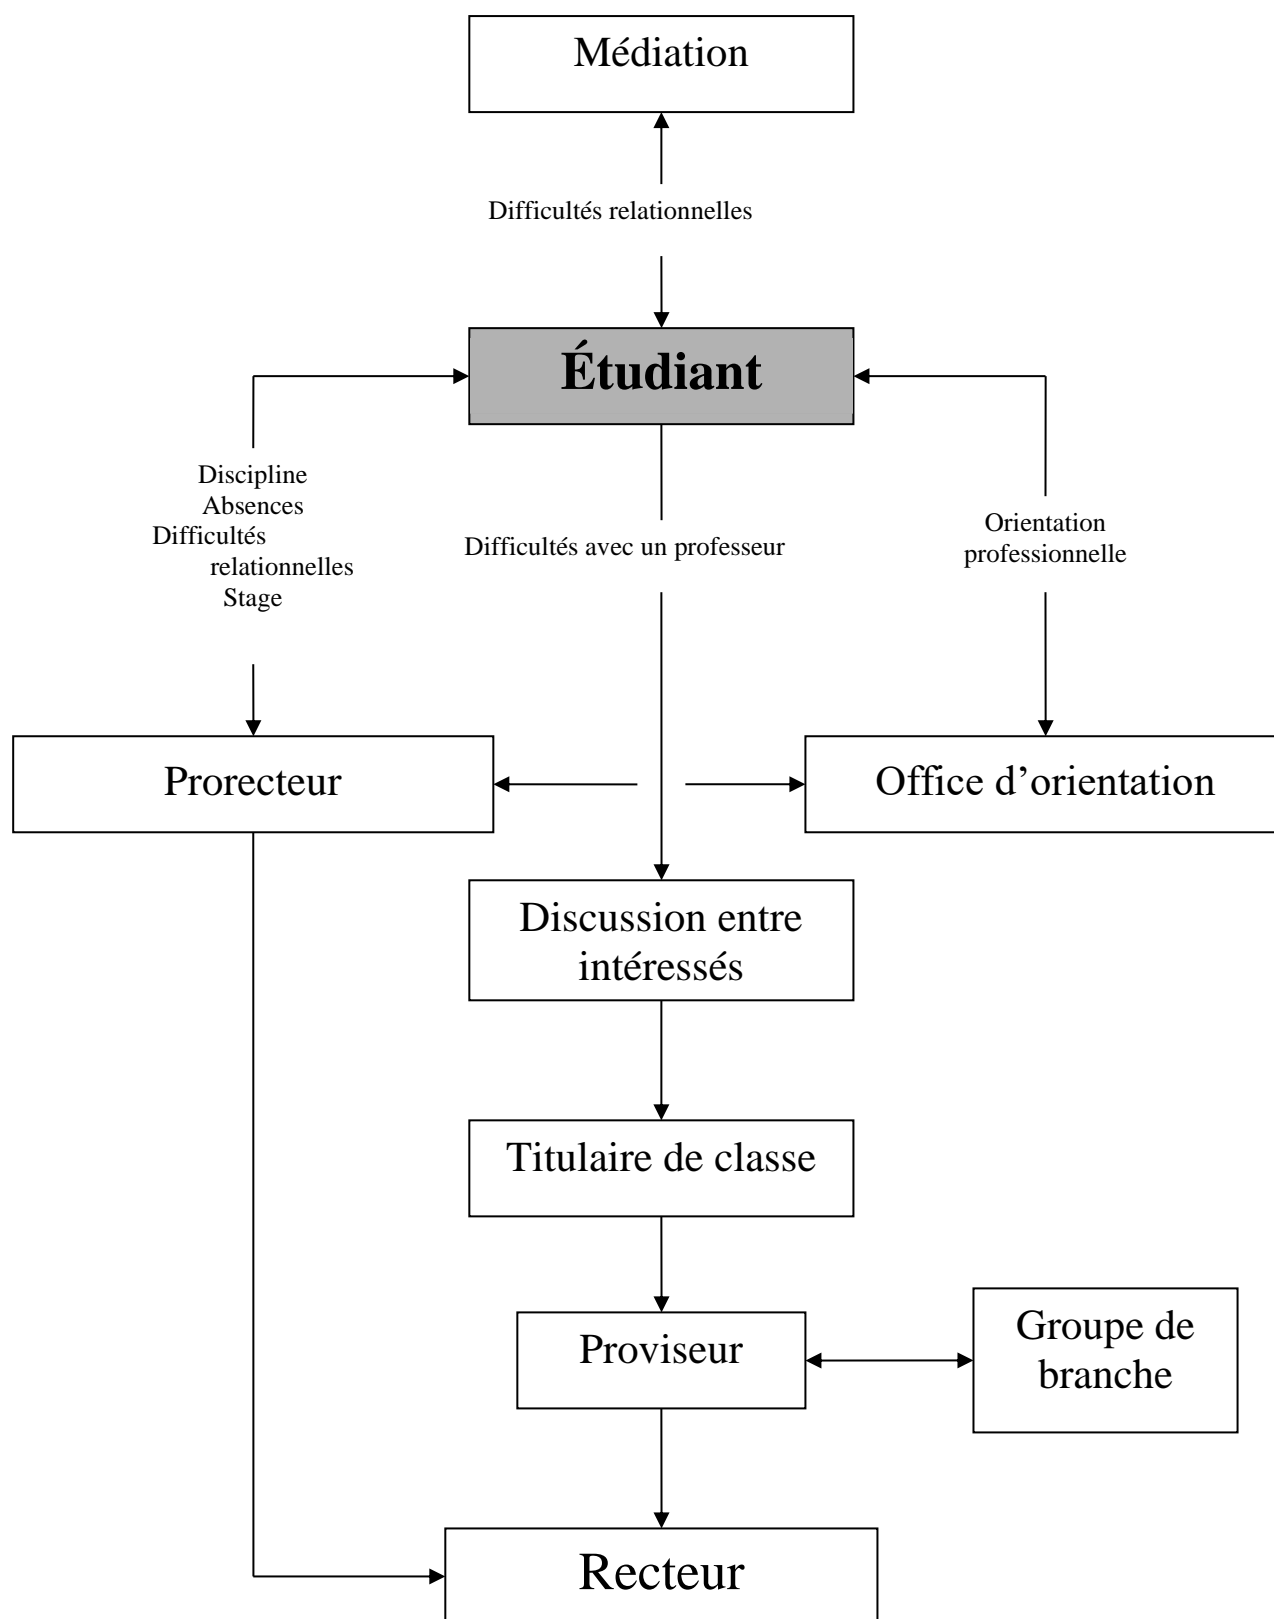 Médiation
Difficultés relationnelles
Étudiant
Discipline
Absences
Difficultés
relationnelles
Stage
Difficultés avec un professeur
Orientation
professionnelle
Prorecteur
Office d’orientation
Discussion entre
intéressés
Titulaire de classe
Proviseur
Groupe de
branche
Recteur